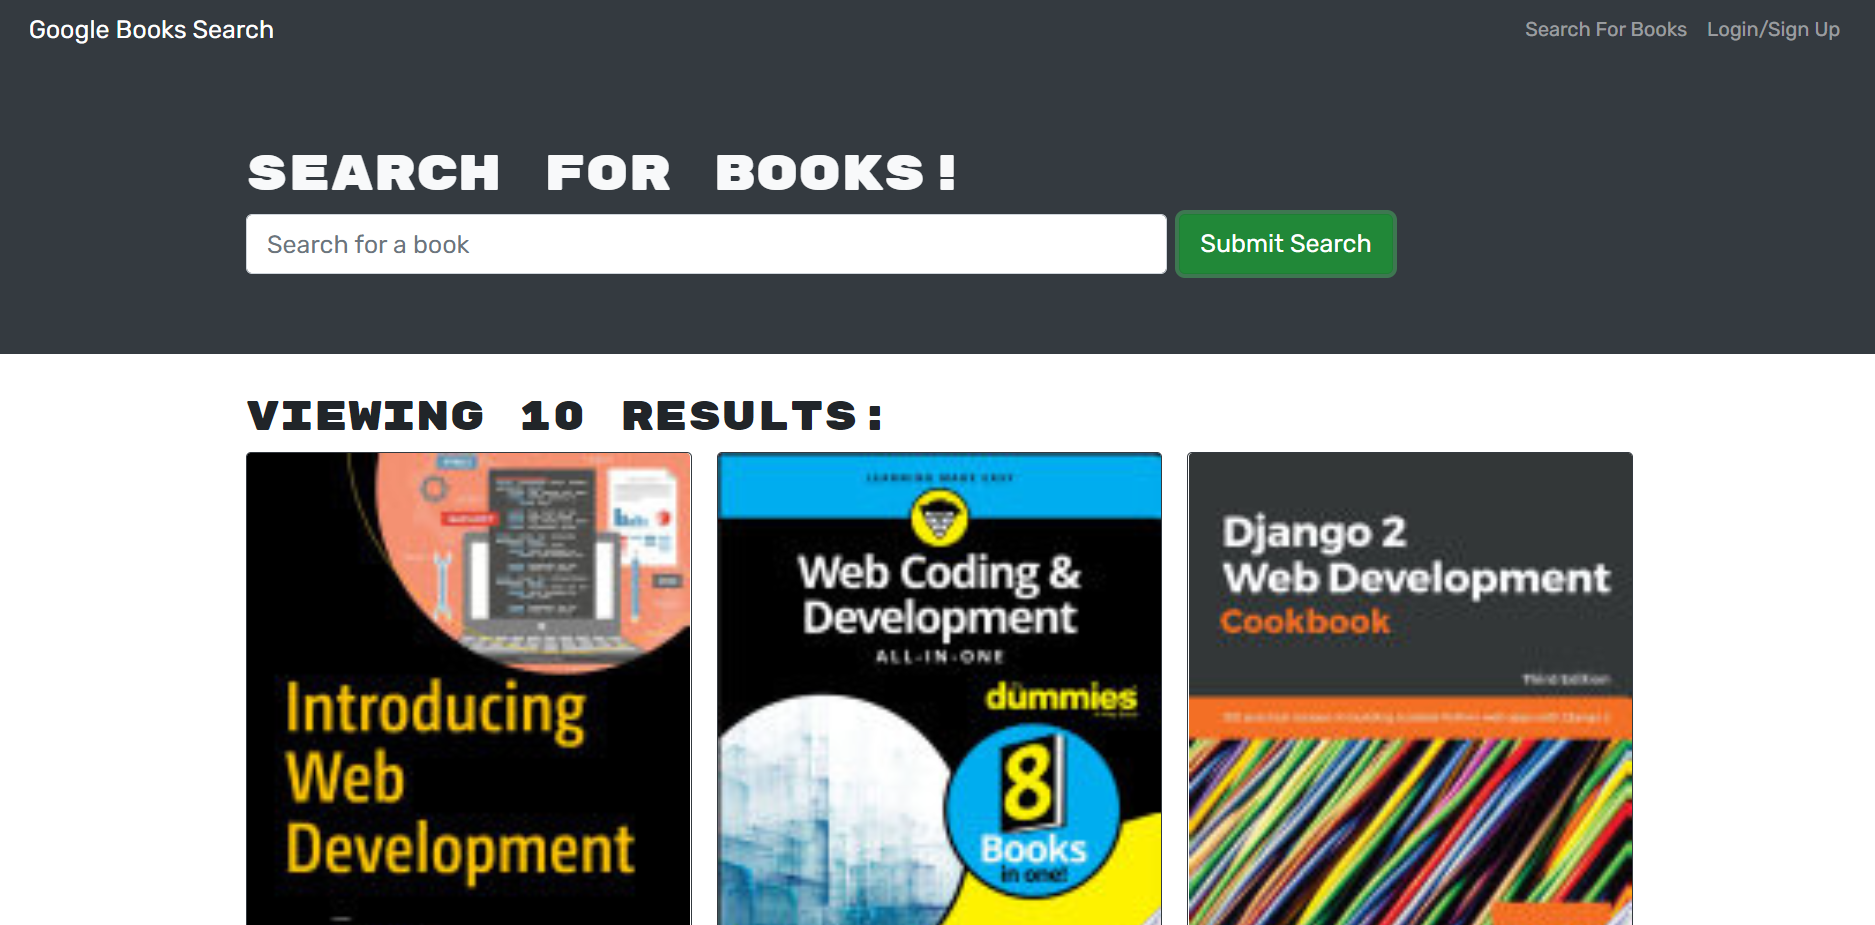 Google Books Search
Search For Books Login/Sign Up
SEARCH FOR BOOKS!
Search for a book
Submit Search
VIEWING 10 RESULTS:
Introducing
Web
Development
LEARNING MADE EASY
Web Coding &
Development
ALL-IN-ONE
dummies
8
Books
in one!
Django 2
Web Development
Cookbook
Third Edition